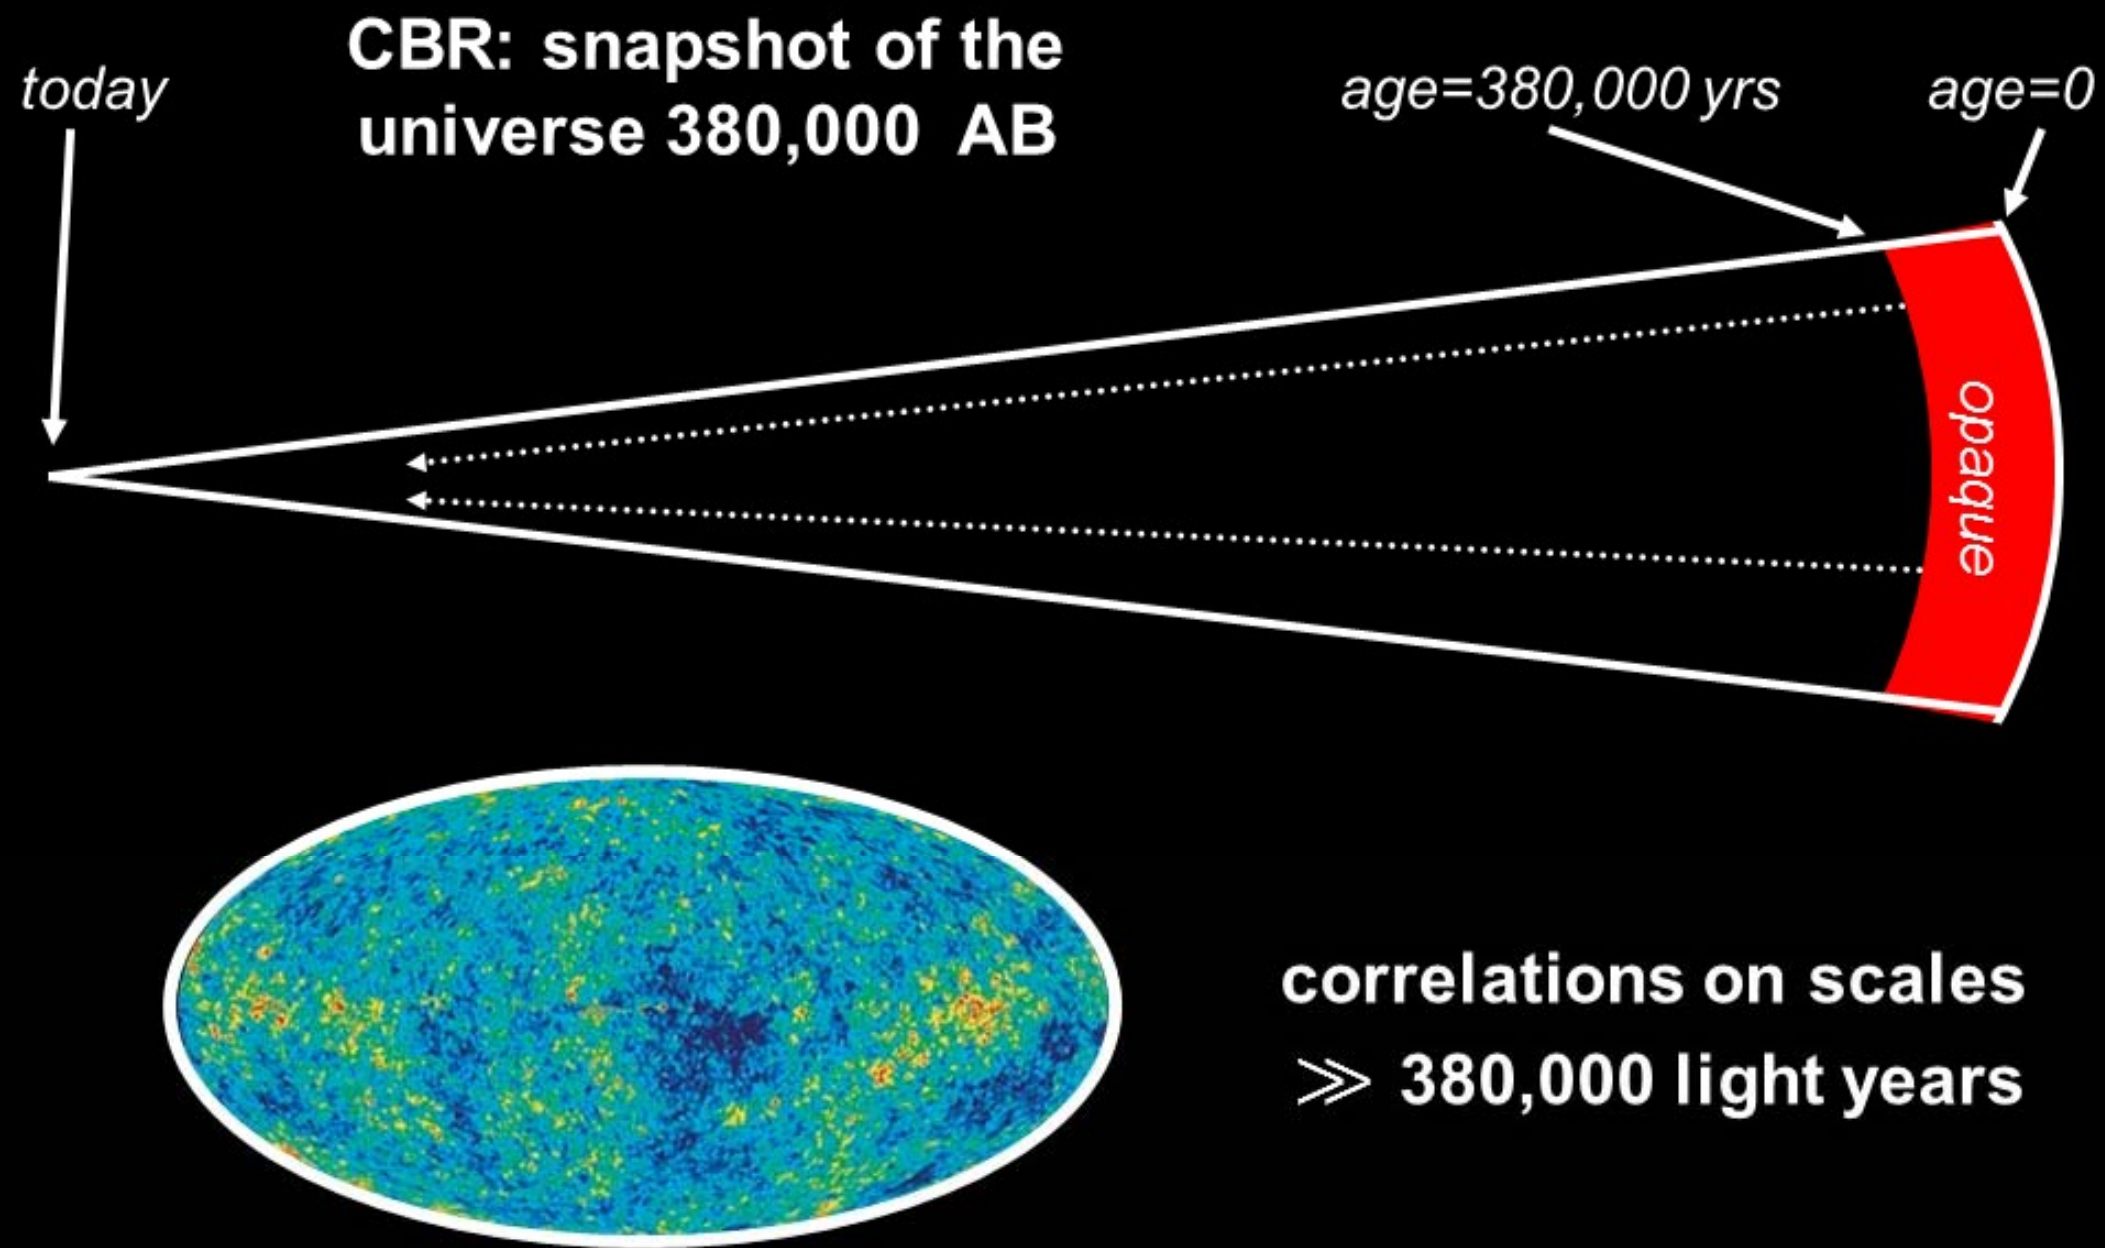 CBR: snapshot of the
universe 380,000 AB
today
age=380,000 yrs
age=0
opaque
correlations on scales
≫ 380,000 light years